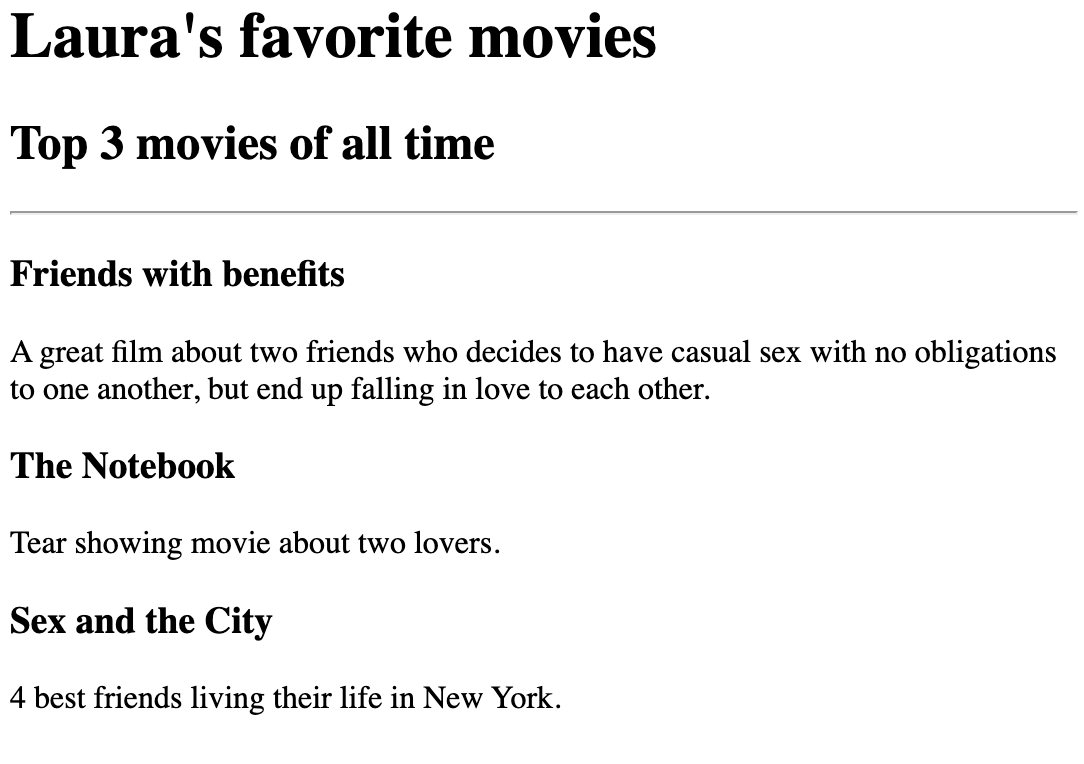 Laura's favorite movies
Top 3 movies of all time
Friends with benefits
A great film about two friends who decides to have casual sex with no obligations
to one another, but end up falling in love to each other.
The Notebook
Tear showing movie about two lovers.
Sex and the City
4 best friends living their life in New York.